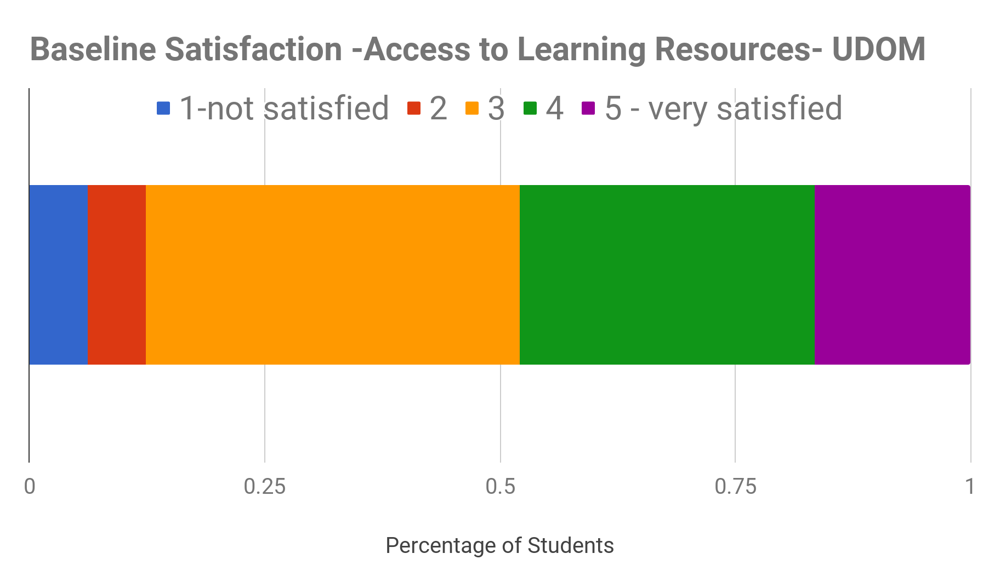 Baseline Satisfaction -Access to Learning Resources- UDOM
1-not satisfied 2 3 4 5 - very satisfied
0 0.25 0.5 0.75 1
Percentage of Students